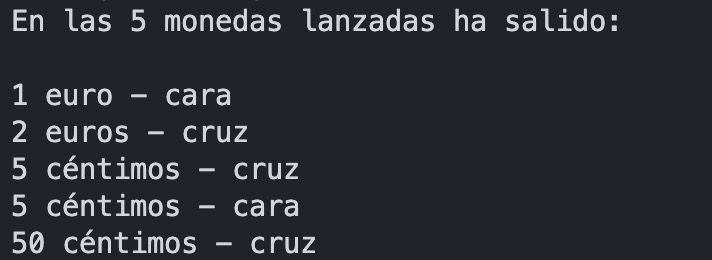 En las 5 monedas lanzadas ha salido:
1 euro – cara
2 euros – cruz
5 céntimos – cruz
5 céntimos – cara
50 céntimos – cruz